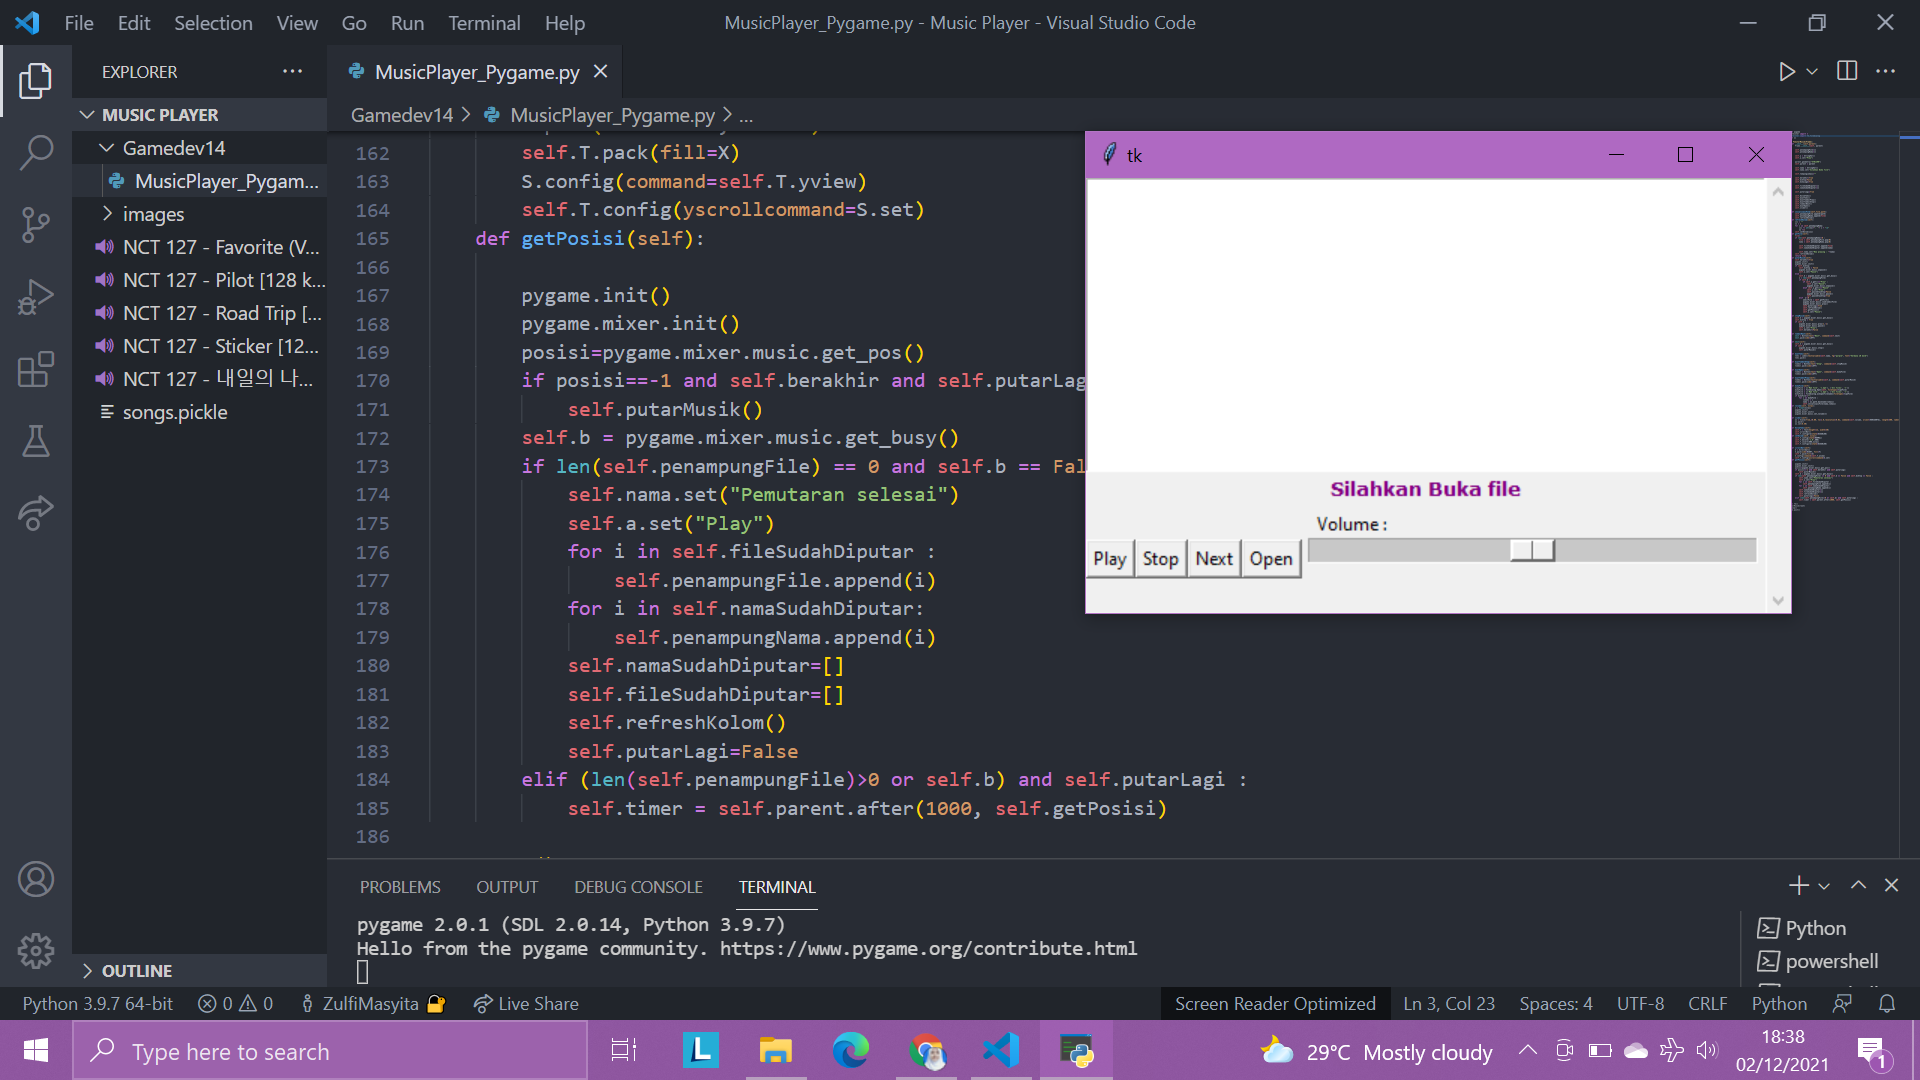 File Edit Selection View Go Run Terminal Help
MusicPlayer_Pygame.py - Music Player - Visual Studio Code
EXPLORER
MUSIC PLAYER
Gamedev14
MusicPlayer_Pygam...
images
NCT 127 - Favorite (V...
NCT 127 - Pilot [128 k...
NCT 127 - Road Trip [...
NCT 127 - Sticker [12...
NCT 127 - 내일의 나...
songs.pickle
OUTLINE
MusicPlayer_Pygame.py
Gamedev14 > MusicPlayer_Pygame.py > ...
162 self.T.pack(fill=X)
163 S.config(command=self.T.yview)
164 self.T.config(yscrollcommand=S.set)
165 def getPosisi(self):
166
167 pygame.init()
168 pygame.mixer.init()
169 posisi=pygame.mixer.music.get_pos()
170 if posisi==-1 and self.berakhir and self.putarLag
171 self.putarMusik()
172 self.b = pygame.mixer.music.get_busy()
173 if len(self.penampungFile) == 0 and self.b == Fal
174 self.nama.set("Pemutaran selesai")
175 self.a.set("Play")
176 for i in self.fileSudahDiputar :
177 self.penampungFile.append(i)
178 for i in self.namaSudahDiputar:
179 self.penampungNama.append(i)
180 self.namaSudahDiputar=[]
181 self.fileSudahDiputar=[]
182 self.refreshKolom()
183 self.putarLagi=False
184 elif (len(self.penampungFile)>0 or self.b) and self.putarLagi :
185 self.timer = self.parent.after(1000, self.getPosisi)
186
tk
Silahkan Buka file
Volume :
Play Stop Next Open
PROBLEMS OUTPUT DEBUG CONSOLE TERMINAL
pygame 2.0.1 (SDL 2.0.14, Python 3.9.7)
Hello from the pygame community. https://www.pygame.org/contribute.html
Python
powershell
Python 3.9.7 64-bit 0 0 ZulfiMasyita Live Share
Screen Reader Optimized Ln 3, Col 23 Spaces: 4 UTF-8 CRLF Python
Type here to search
L
29°C Mostly cloudy
18:38
02/12/2021
1